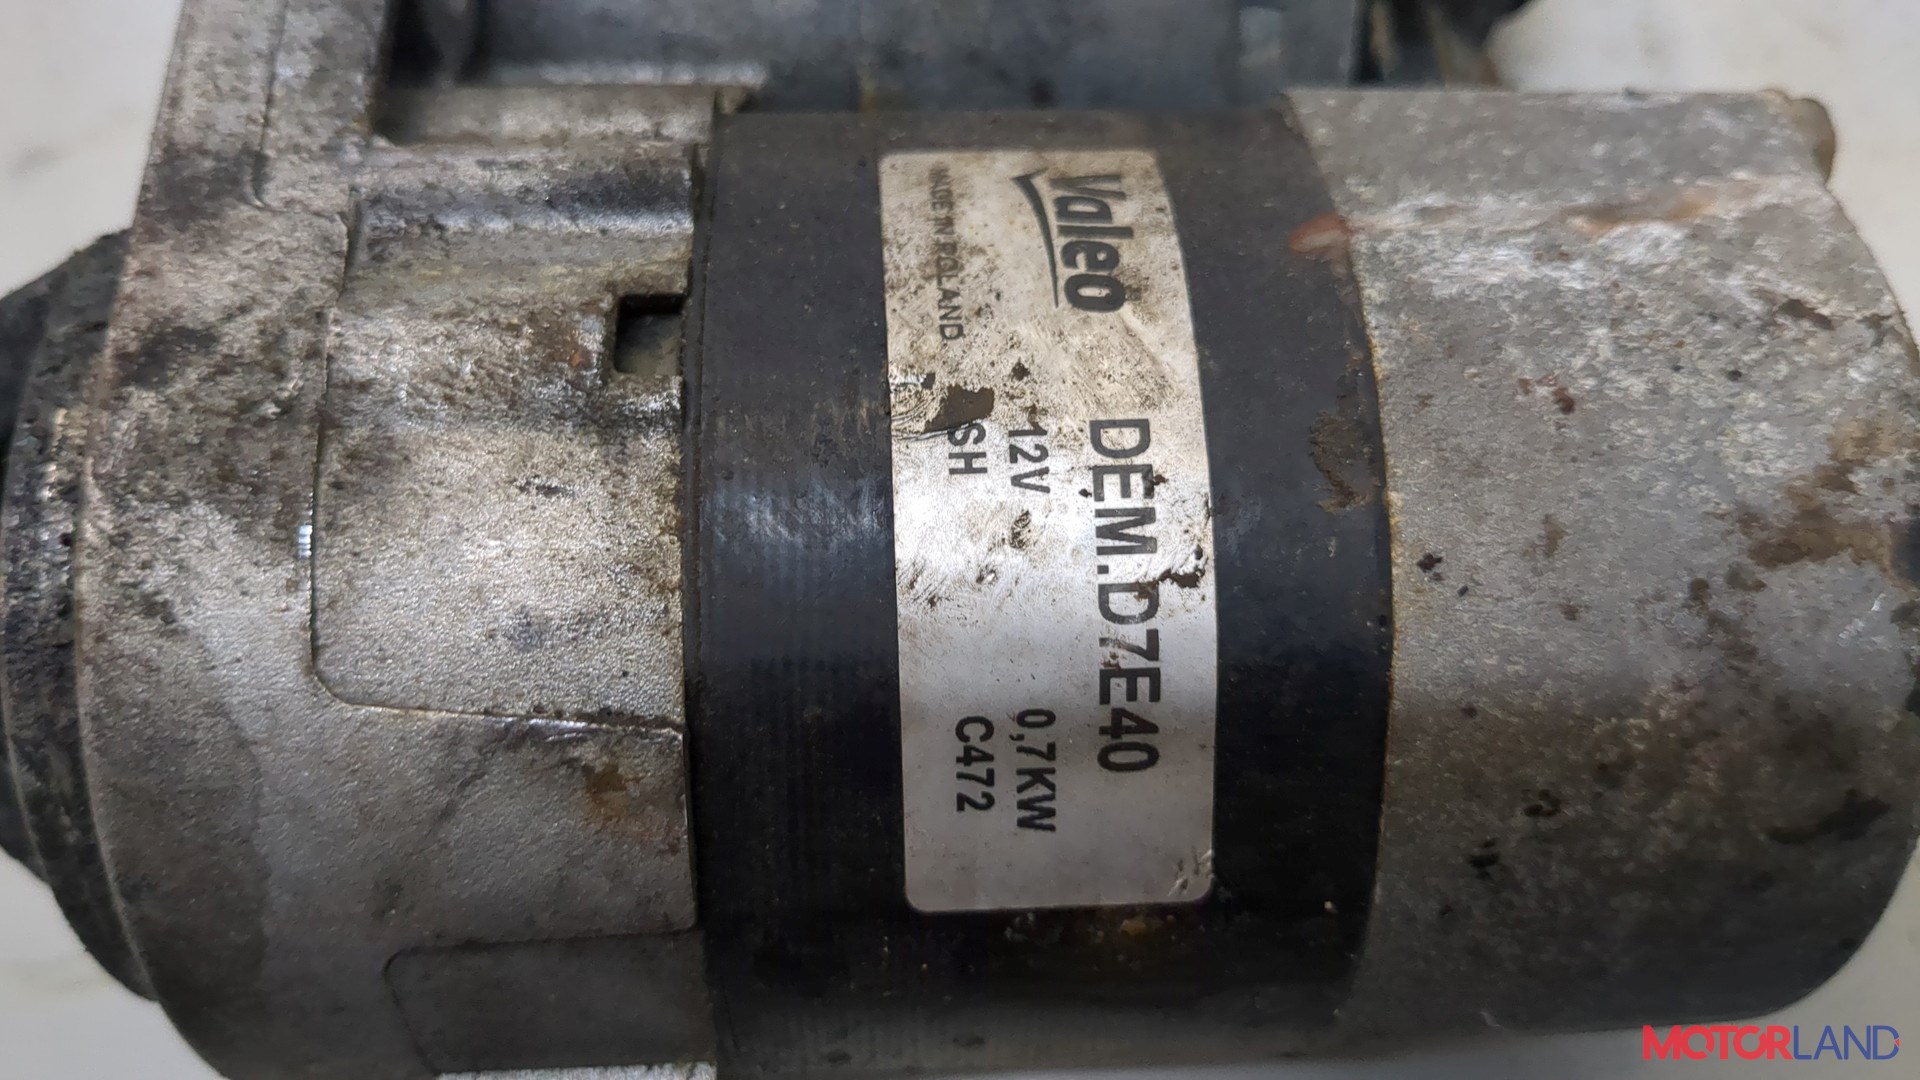 Valeo
MADE IN POLAND
DEM.D7E40
12V 0,7KW
SH C472
MOTORLAND